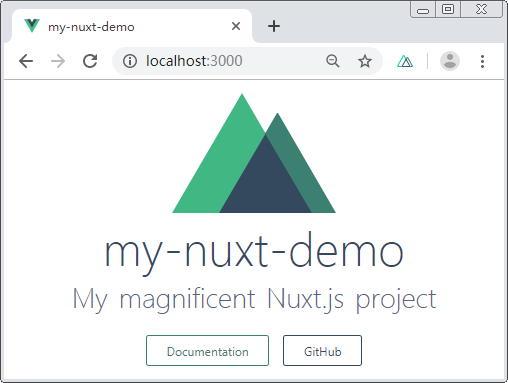 my-nuxt-demo
localhost:3000
my-nuxt-demo
My magnificent Nuxt.js project
Documentation
GitHub